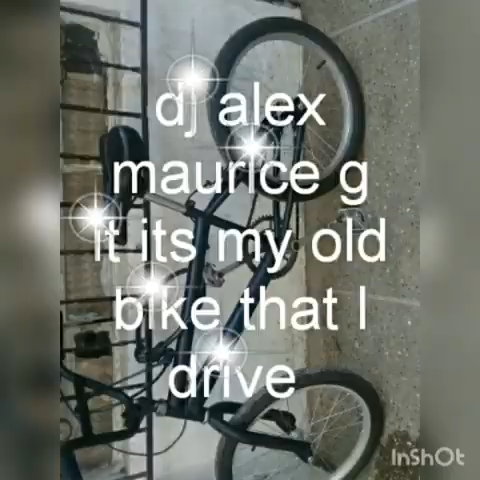 dj alex
maurice g
it its my old
bike that I
drive
InShOt